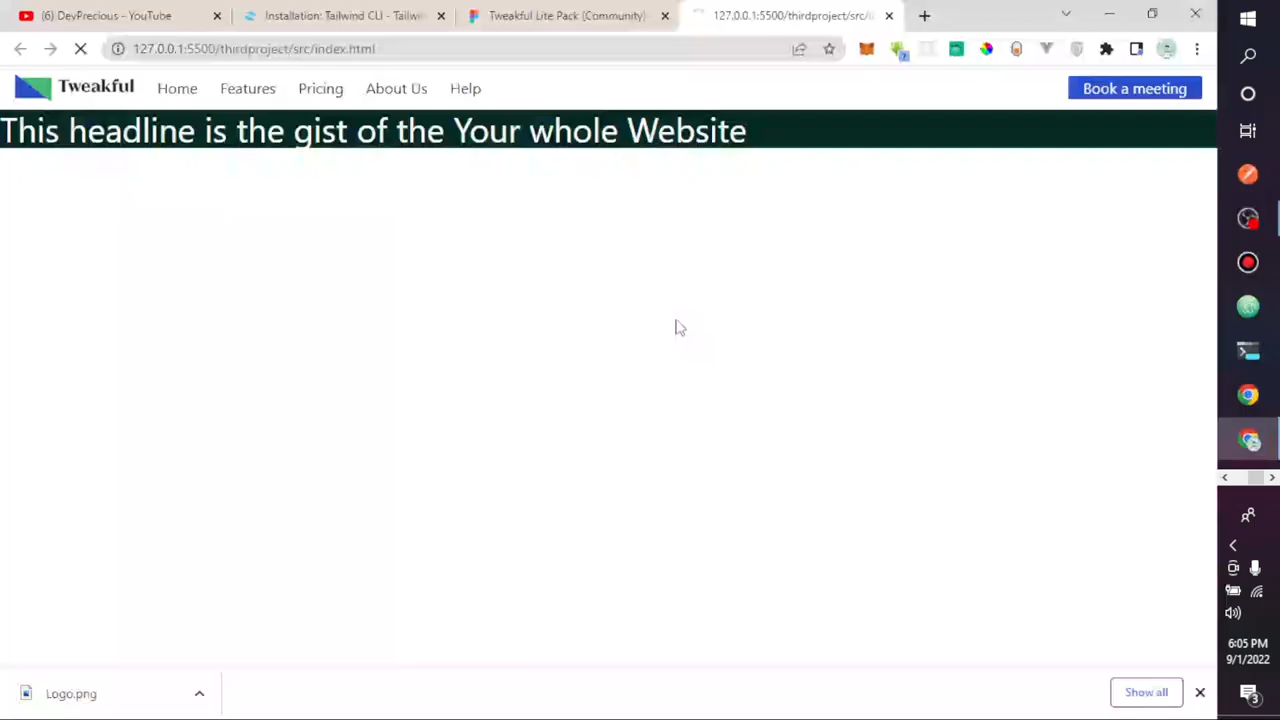 (6) DevPrecious - YouTube
Installation: Tailwind CLI - Tailwi
Tweakful Lite Pack (Community)
127.0.0.1:5500/thirdproject/src/i
127.0.0.1:5500/thirdproject/src/index.html
7
Tweakful
Home
Features
Pricing
About Us
Help
Book a meeting
This headline is the gist of the Your whole Website
Logo.png
Show all
6:05 PM
9/1/2022
3